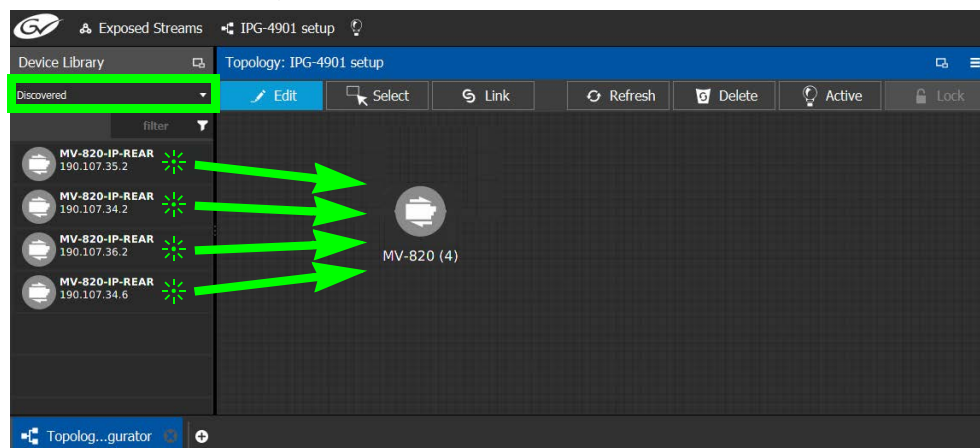 GV Exposed Streams IPG-4901 setup
Device Library Topology: IPG-4901 setup
Discovered Edit Select Link Refresh Delete Active Lock
filter
MV-820-IP-REAR
190.107.35.2
MV-820-IP-REAR
190.107.34.2
MV-820-IP-REAR
190.107.36.2
MV-820 (4)
MV-820-IP-REAR
190.107.34.6
Topolog...gurator